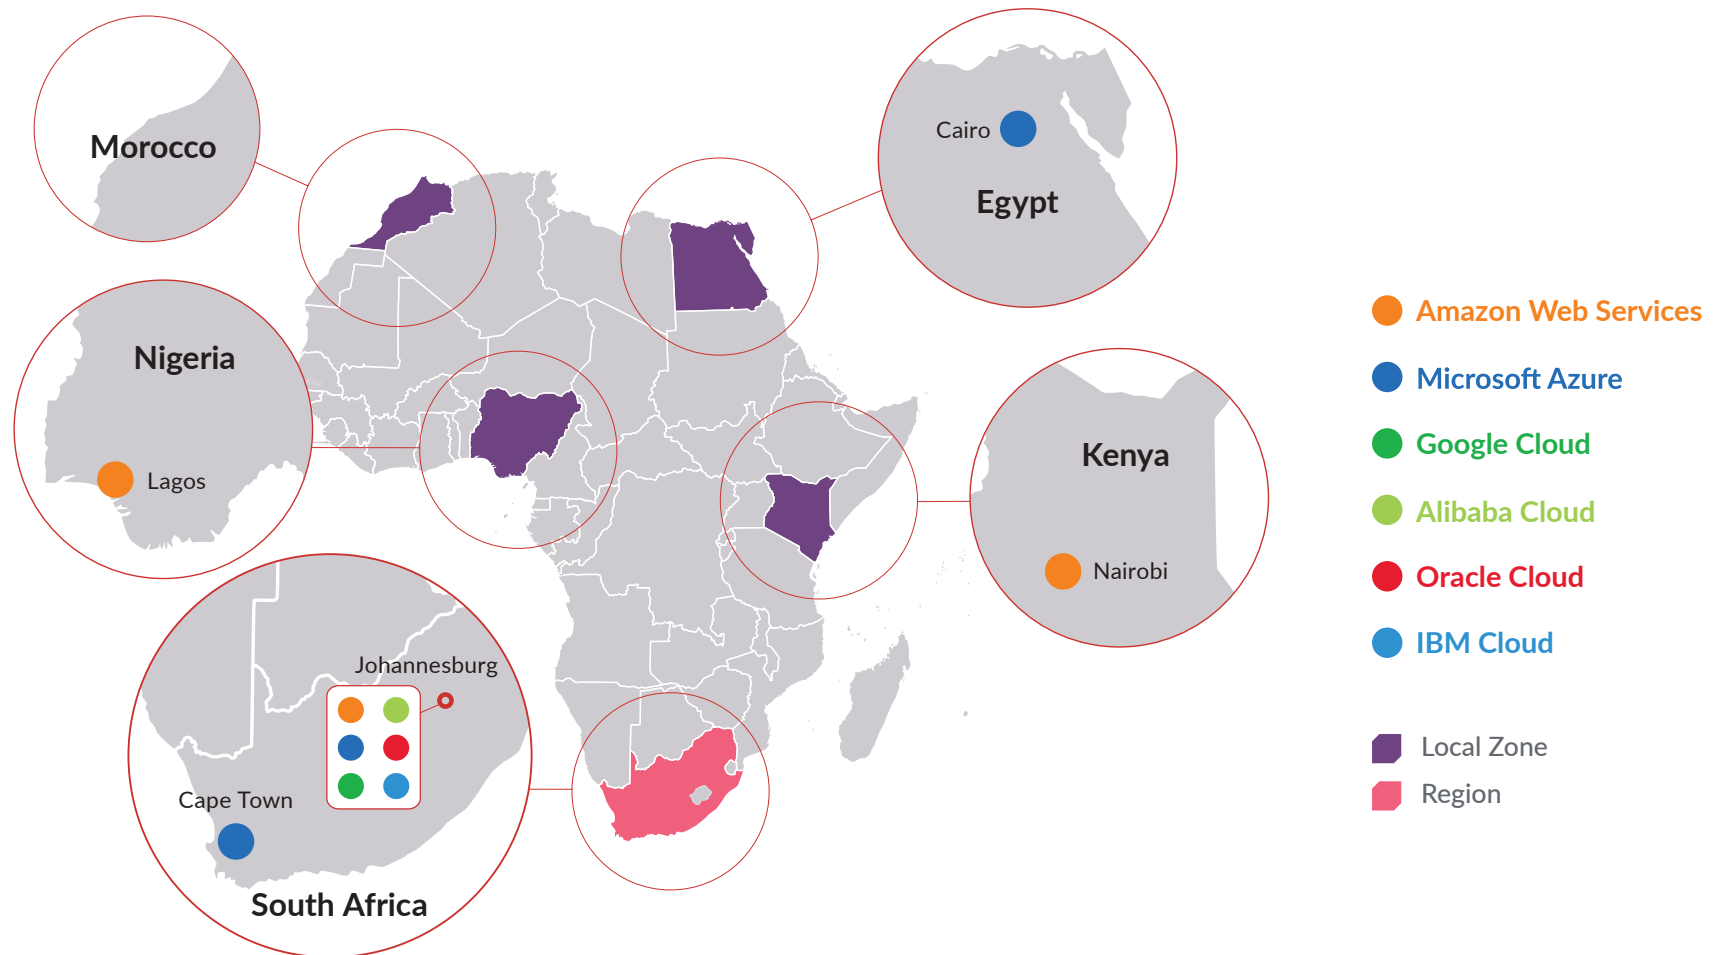 Morocco
Cairo
Egypt
Nigeria
Lagos
Kenya
Nairobi
Johannesburg
Cape Town
South Africa
Amazon Web Services
Microsoft Azure
Google Cloud
Alibaba Cloud
Oracle Cloud
IBM Cloud
Local Zone
Region